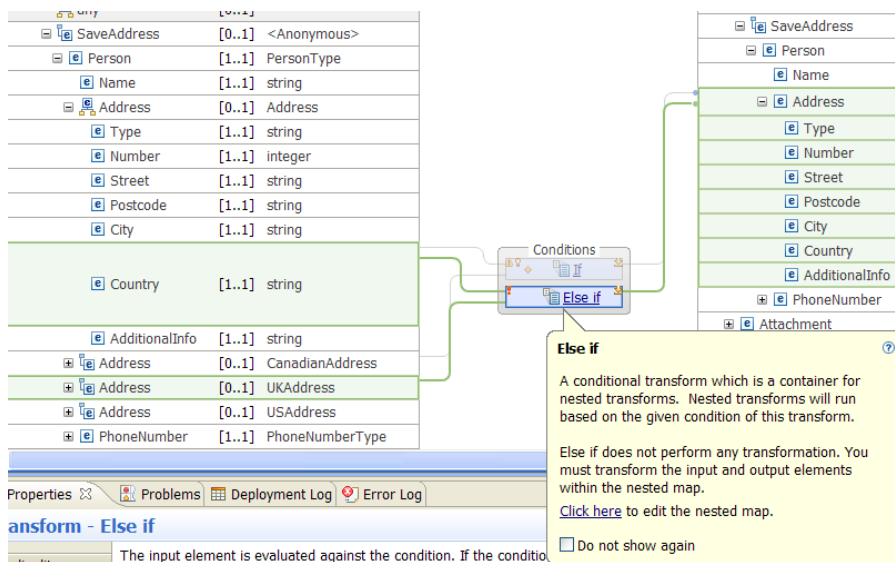 any [0..1]
SaveAddress [0..1] <Anonymous>
Person [1..1] PersonType
Name [1..1] string
Address [0..1] Address
Type [1..1] string
Number [1..1] integer
Street [1..1] string
Postcode [1..1] string
City [1..1] string
Country [1..1] string
AdditionalInfo [1..1] string
Address [0..1] CanadianAddress
Address [0..1] UKAddress
Address [0..1] USAddress
PhoneNumber [1..1] PhoneNumberType
Conditions
If
Else if
SaveAddress
Person
Name
Address
Type
Number
Street
Postcode
City
Country
AdditionalInfo
PhoneNumber
Attachment
Else if
A conditional transform which is a container for
nested transforms. Nested transforms will run
based on the given condition of this transform.
Else if does not perform any transformation. You
must transform the input and output elements
within the nested map.
Click here to edit the nested map.
Do not show again
Properties Problems Deployment Log Error Log
ansform - Else if
The input element is evaluated against the condition. If the conditio